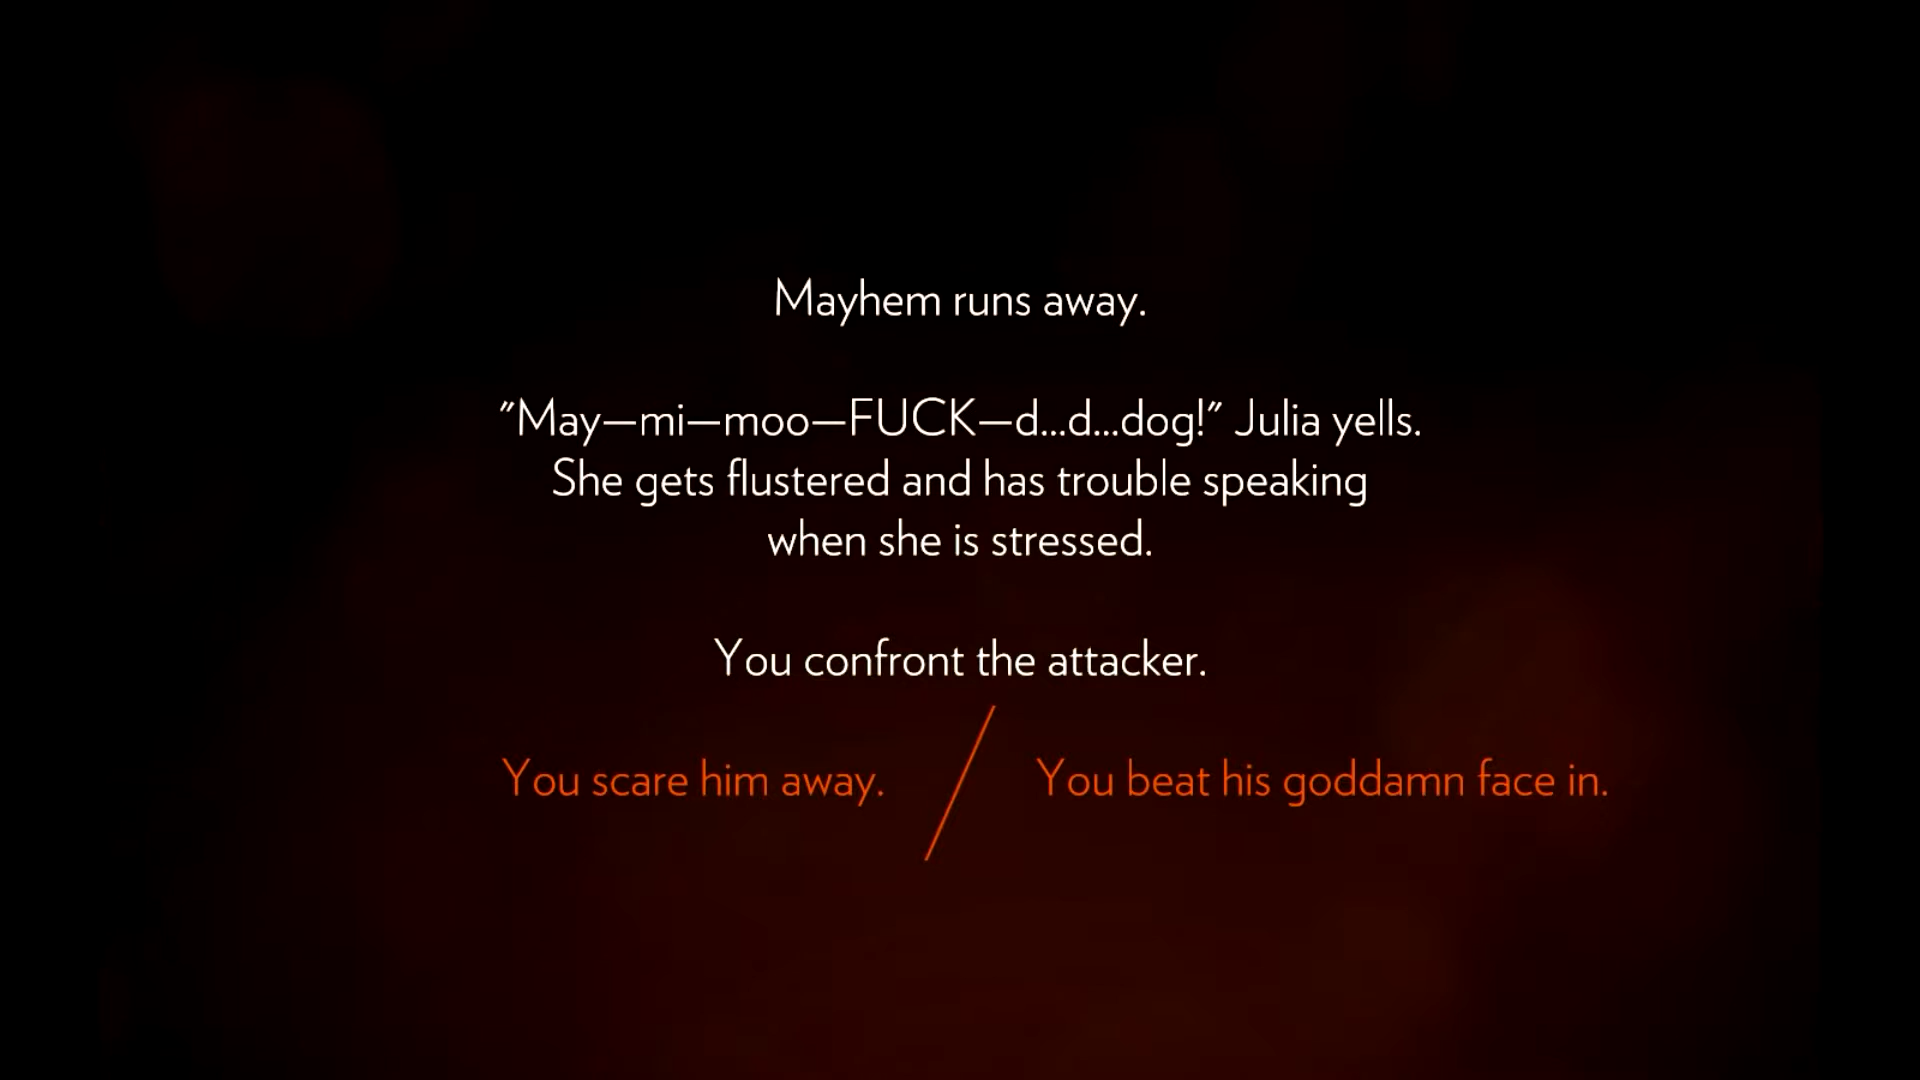 Mayhem runs away.
"May—mi—moo—FUCK—d...d...dog!" Julia yells.
She gets flustered and has trouble speaking
when she is stressed.
You confront the attacker.
You scare him away. / You beat his goddamn face in.